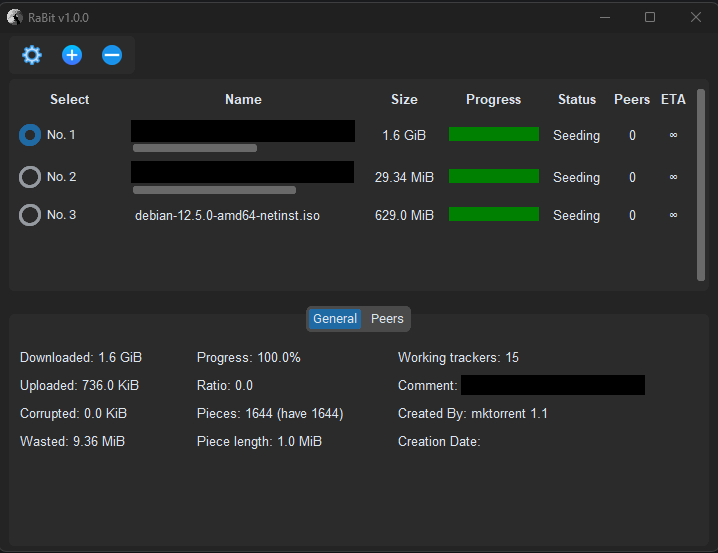 RaBit v1.0.0
Select Name Size Progress Status Peers ETA
No. 1 1.6 GiB Seeding 0 ∞
No. 2 29.34 MiB Seeding 0 ∞
No. 3 debian-12.5.0-amd64-netinst.iso 629.0 MiB Seeding 0 ∞
General Peers
Downloaded: 1.6 GiB Progress: 100.0% Working trackers: 15
Uploaded: 736.0 KiB Ratio: 0.0 Comment:
Corrupted: 0.0 KiB Pieces: 1644 (have 1644) Created By: mktorrent 1.1
Wasted: 9.36 MiB Piece length: 1.0 MiB Creation Date: